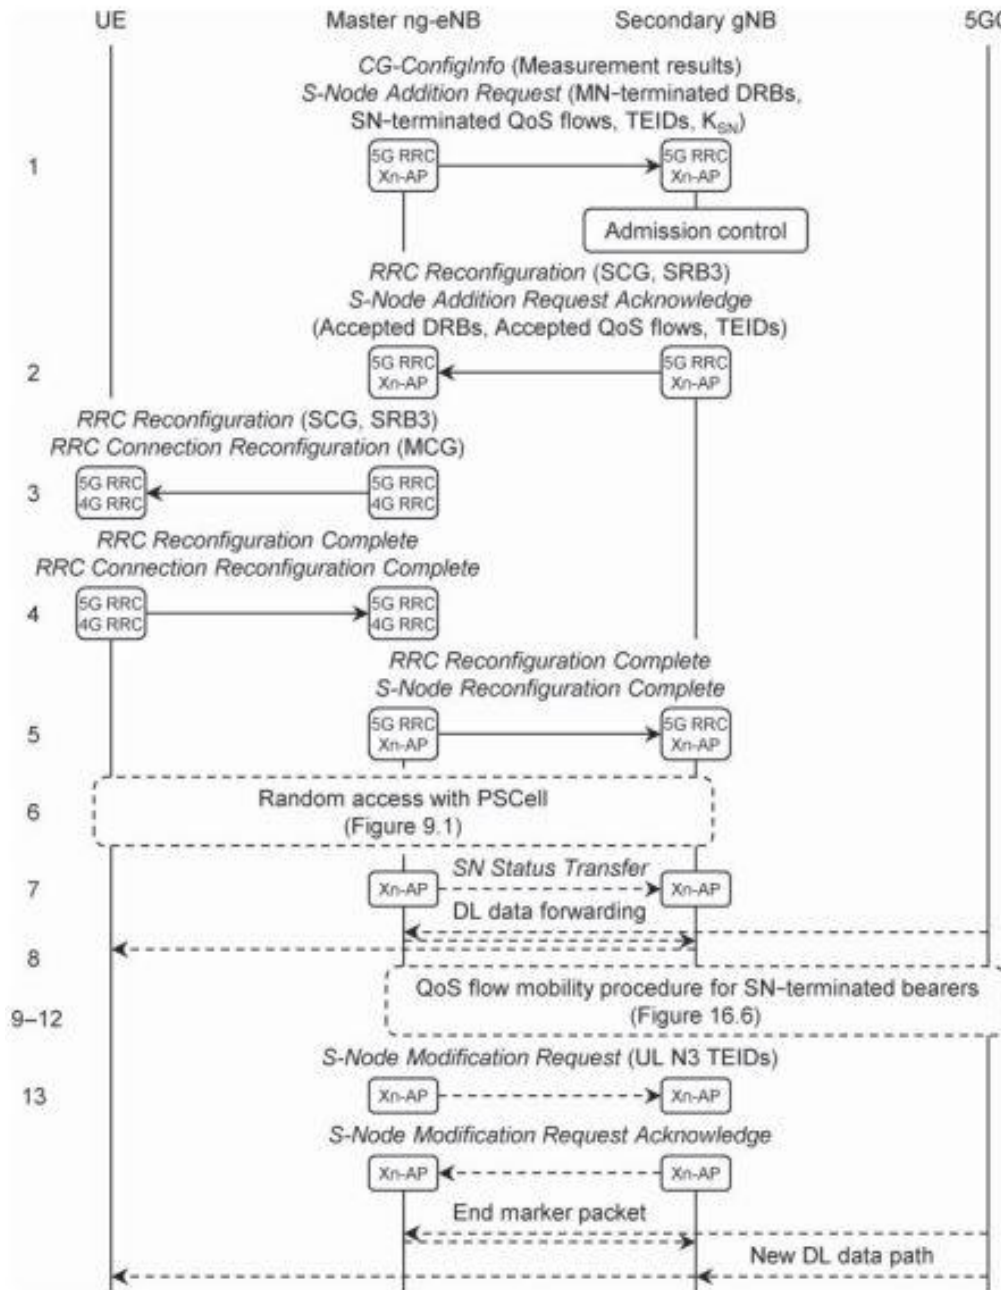 UE Master ng-eNB Secondary gNB 5GC
CG-ConfigInfo (Measurement results)
S-Node Addition Request (MN-terminated DRBs,
SN-terminated QoS flows, TEIDs, KSN)
1 5G RRC 5G RRC
Xn-AP Xn-AP
Admission control
RRC Reconfiguration (SCG, SRB3)
S-Node Addition Request Acknowledge
(Accepted DRBs, Accepted QoS flows, TEIDs)
2 5G RRC 5G RRC
Xn-AP Xn-AP
RRC Reconfiguration (SCG, SRB3)
RRC Connection Reconfiguration (MCG)
3 5G RRC 5G RRC
4G RRC 4G RRC
RRC Reconfiguration Complete
RRC Connection Reconfiguration Complete
4 5G RRC 5G RRC
4G RRC 4G RRC
RRC Reconfiguration Complete
S-Node Reconfiguration Complete
5 5G RRC 5G RRC
Xn-AP Xn-AP
6 Random access with PSCell
(Figure 9.1)
SN Status Transfer
7 Xn-AP Xn-AP
DL data forwarding
8
QoS flow mobility procedure for SN-terminated bearers
9–12 (Figure 16.6)
S-Node Modification Request (UL N3 TEIDs)
13 Xn-AP Xn-AP
S-Node Modification Request Acknowledge
Xn-AP Xn-AP
End marker packet
New DL data path